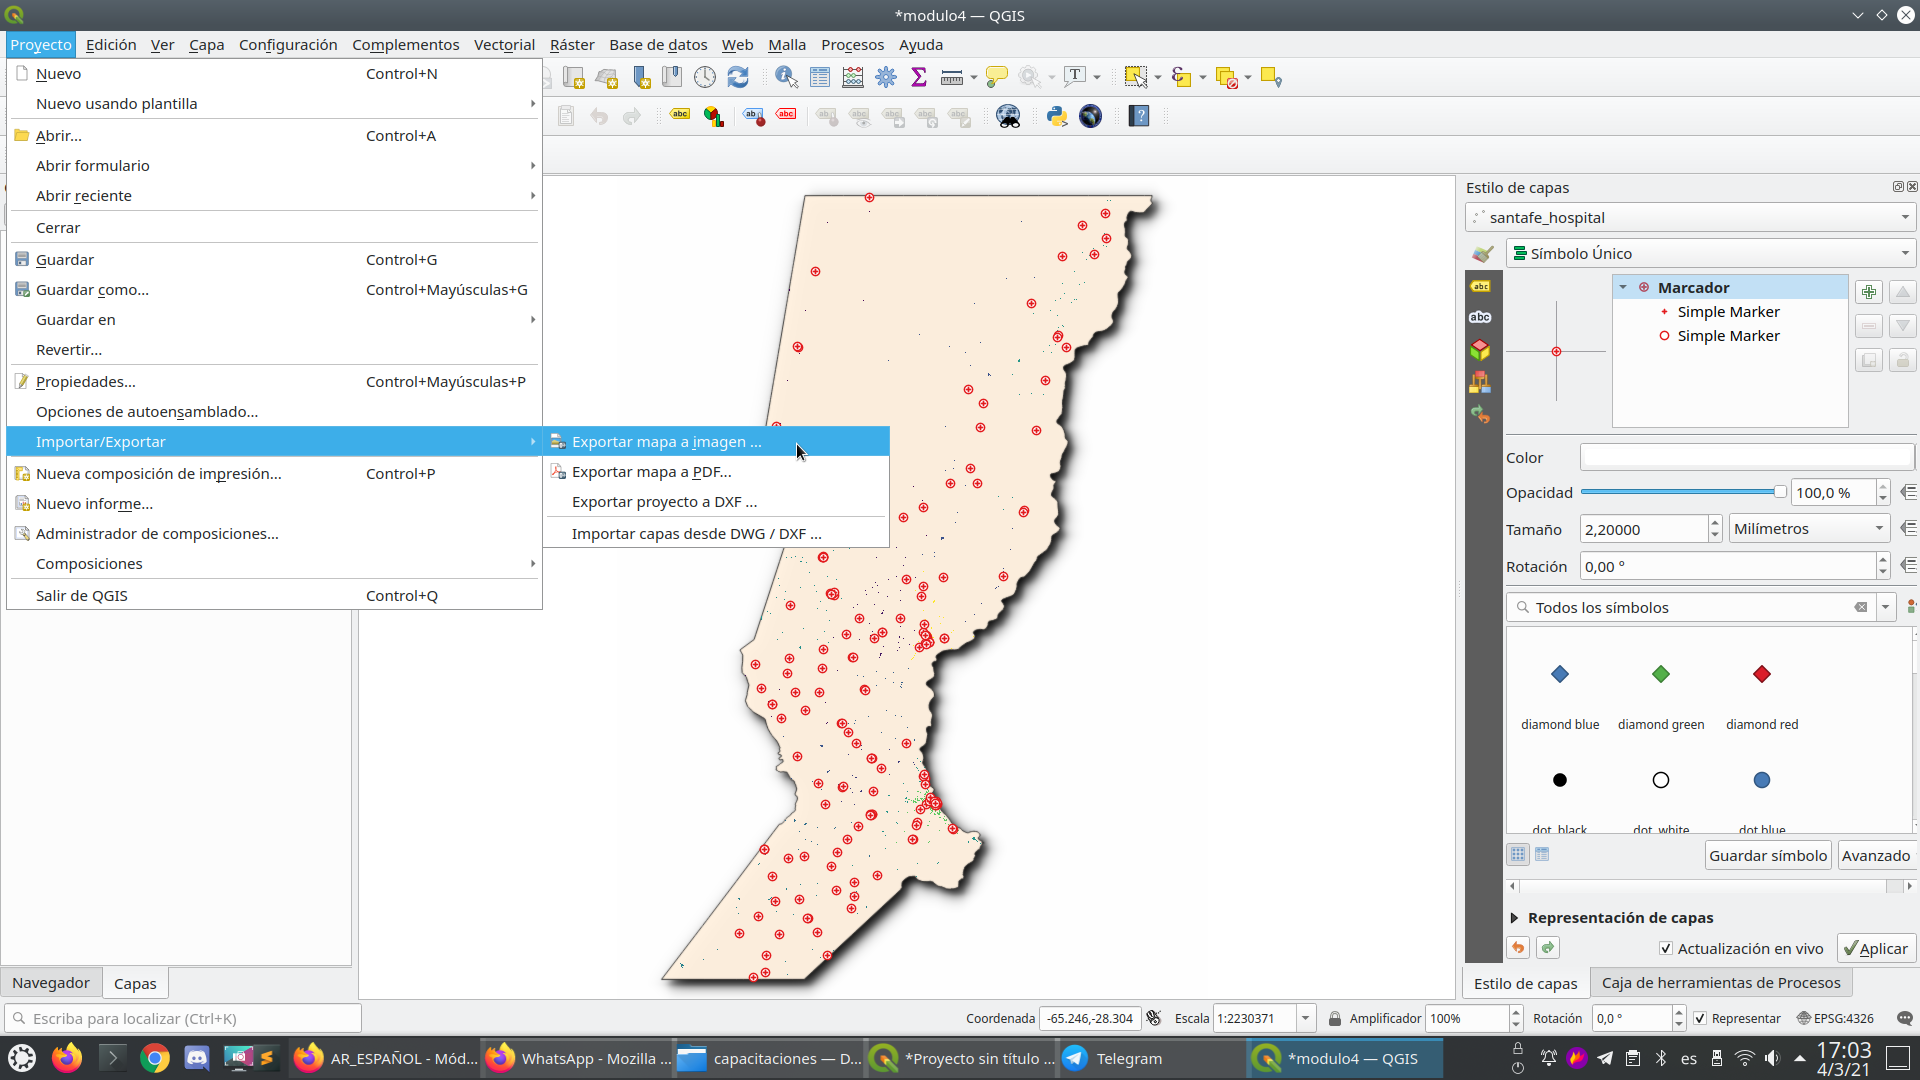 *modulo4 — QGIS
Proyecto Edición Ver Capa Configuración Complementos Vectorial Ráster Base de datos Web Malla Procesos Ayuda
Nuevo Control+N
Nuevo usando plantilla
Abrir... Control+A
Abrir formulario
Abrir reciente
Cerrar
Guardar Control+G
Guardar como... Control+Mayúsculas+G
Guardar en
Revertir...
Propiedades... Control+Mayúsculas+P
Opciones de autoensamblado...
Importar/Exportar
Nueva composición de impresión... Control+P
Nuevo informe...
Administrador de composiciones...
Composiciones
Salir de QGIS Control+Q
Exportar mapa a imagen ...
Exportar mapa a PDF...
Exportar proyecto a DXF ...
Importar capas desde DWG / DXF ...
Estilo de capas
santafe_hospital
Símbolo Único
Marcador
Simple Marker
Simple Marker
Color
Opacidad 100,0 %
Tamaño 2,20000 Milímetros
Rotación 0,00 °
Todos los símbolos
diamond blue diamond green diamond red
dot black dot white dot blue
Guardar símbolo Avanzado
Representación de capas
Actualización en vivo Aplicar
Navegador Capas
Estilo de capas Caja de herramientas de Procesos
Escriba para localizar (Ctrl+K)
Coordenada -65.246,-28.304 Escala 1:2230371 Amplificador 100% Rotación 0,0 ° Representar EPSG:4326
AR_ESPAÑOL - Mód... WhatsApp - Mozilla ... capacitaciones — D... *Proyecto sin título ... Telegram *modulo4 — QGIS
es
17:03
4/3/21